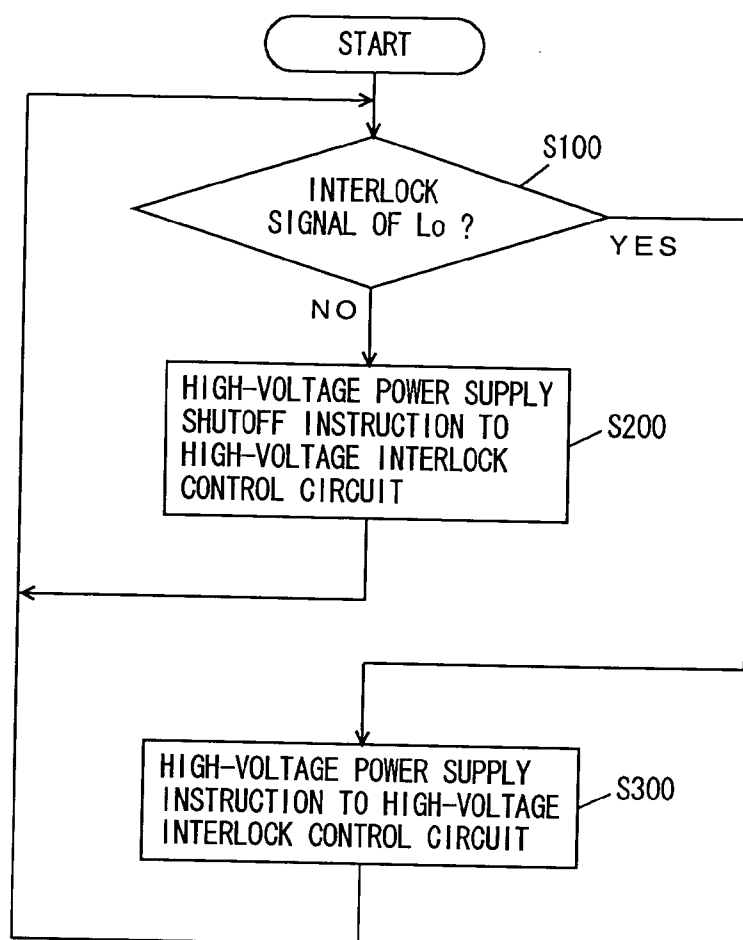 START
S100
INTERLOCK
SIGNAL OF Lo ?
YES
NO
HIGH-VOLTAGE POWER SUPPLY
SHUTOFF INSTRUCTION TO
HIGH-VOLTAGE INTERLOCK
CONTROL CIRCUIT
S200
HIGH-VOLTAGE POWER SUPPLY
INSTRUCTION TO HIGH-VOLTAGE
INTERLOCK CONTROL CIRCUIT
S300